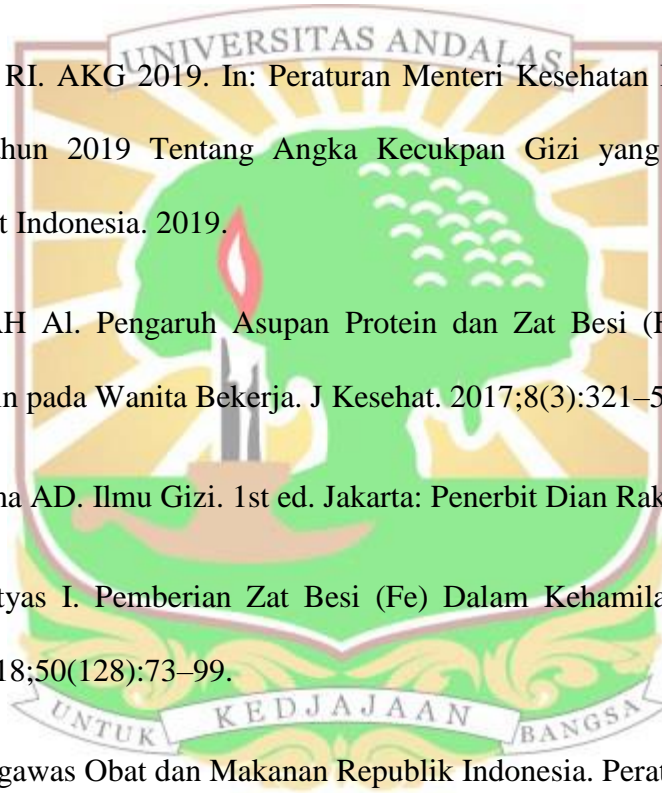 UNIVERSITAS ANDALAS
RI. AKG 2019. In: Peraturan Menteri Kesehatan
hun 2019 Tentang Angka Kecukpan Gizi yang
t Indonesia. 2019.
AH Al. Pengaruh Asupan Protein dan Zat Besi
in pada Wanita Bekerja. J Kesehat. 2017;8(3):321–5
na AD. Ilmu Gizi. 1st ed. Jakarta: Penerbit Dian Rak
tyas I. Pemberian Zat Besi (Fe) Dalam Kehamila
18;50(128):73–99.
UNTUK KEDJAJAAN BANGSA
gawas Obat dan Makanan Republik Indonesia. Perat